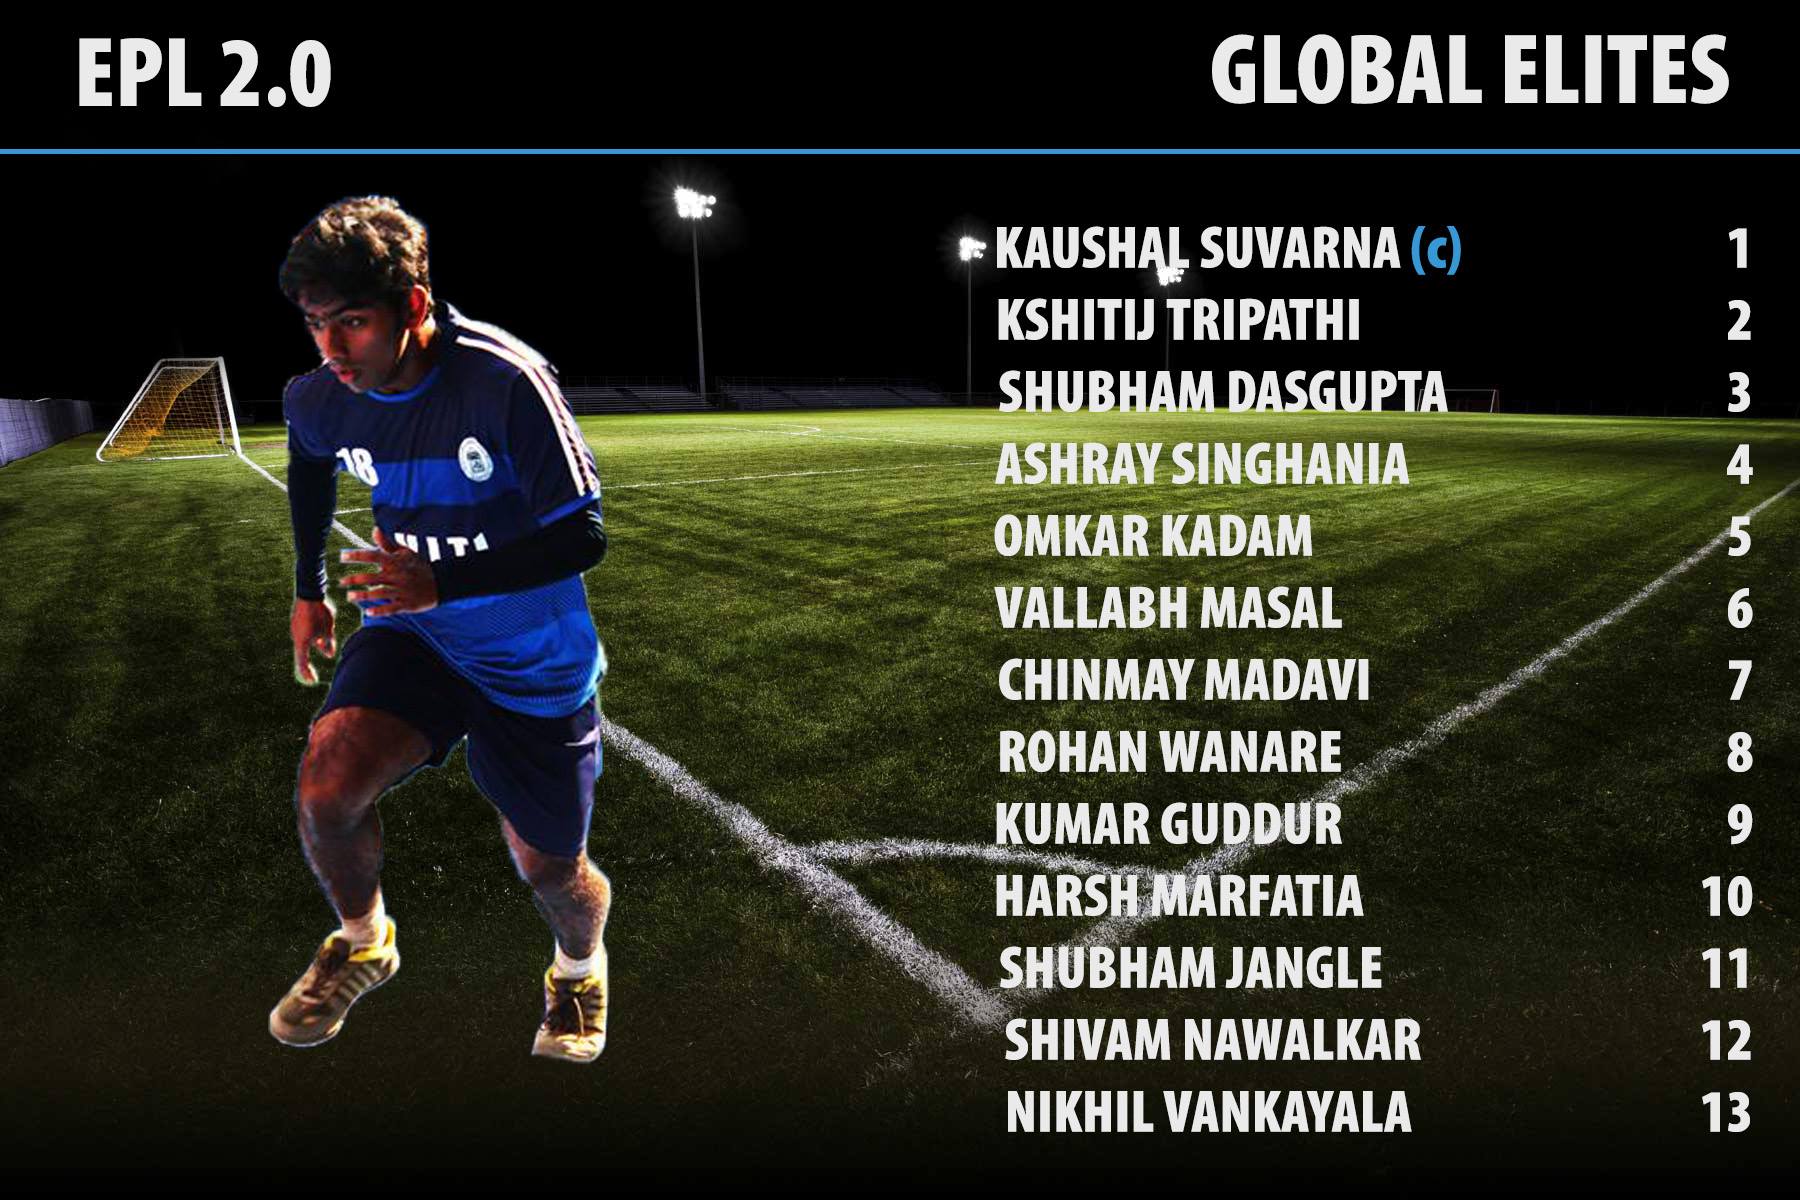 EPL 2.0
GLOBAL ELITES
KAUSHAL SUVARNA (c) 1
KSHITIJ TRIPATHI 2
SHUBHAM DASGUPTA 3
ASHRAY SINGHANIA 4
OMKAR KADAM 5
VALLABH MASAL 6
CHINMAY MADAVI 7
ROHAN WANARE 8
KUMAR GUDDUR 9
HARSH MARFATIA 10
SHUBHAM JANGLE 11
SHIVAM NAWALKAR 12
NIKHIL VANKAYALA 13
18